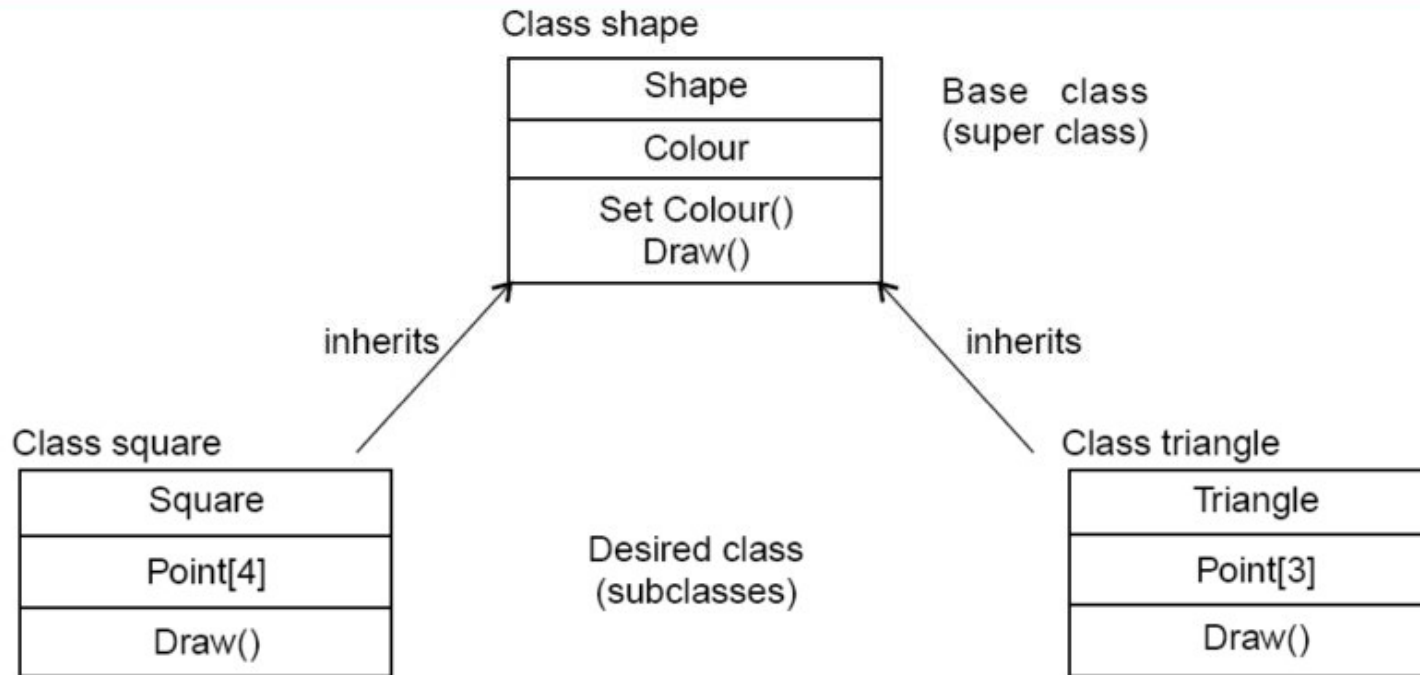 Class shape
Shape
Colour
Set Colour()
Draw()
Base class
(super class)
inherits
inherits
Class square
Square
Point[4]
Draw()
Desired class
(subclasses)
Class triangle
Triangle
Point[3]
Draw()